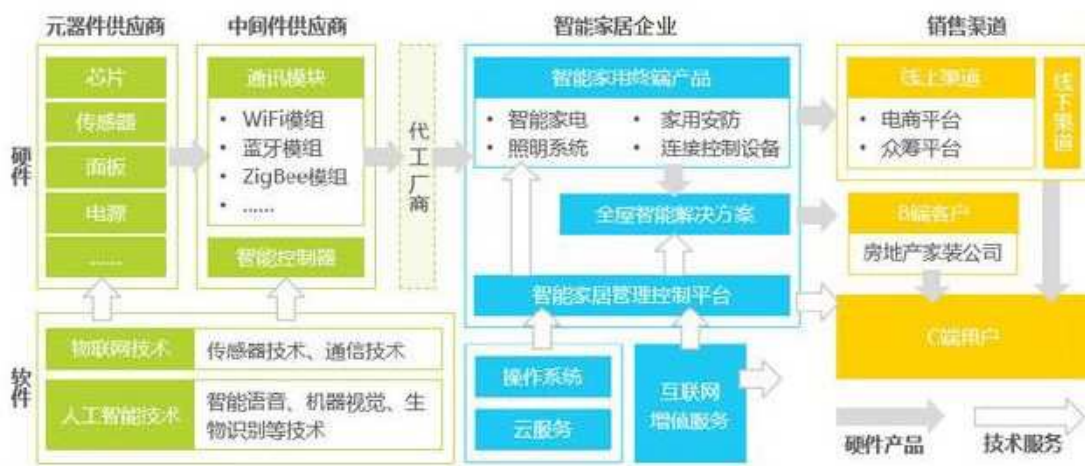 元器件供应商
中间件供应商
智能家居企业
销售渠道
硬件
芯片
传感器
面板
电源
......
通讯模块
• WiFi模组
• 蓝牙模组
• ZigBee模组
• ......
智能控制器
代工厂商
智能家用终端产品
• 智能家电
• 照明系统
• 家用安防
• 连接控制设备
全屋智能解决方案
智能家居管理控制平台
线上渠道
• 电商平台
• 众筹平台
线下渠道
B端客户
房地产家装公司
C端用户
软件
物联网技术
传感器技术、通信技术
人工智能技术
智能语音、机器视觉、生
物识别等技术
操作系统
云服务
互联网
增值服务
硬件产品
技术服务